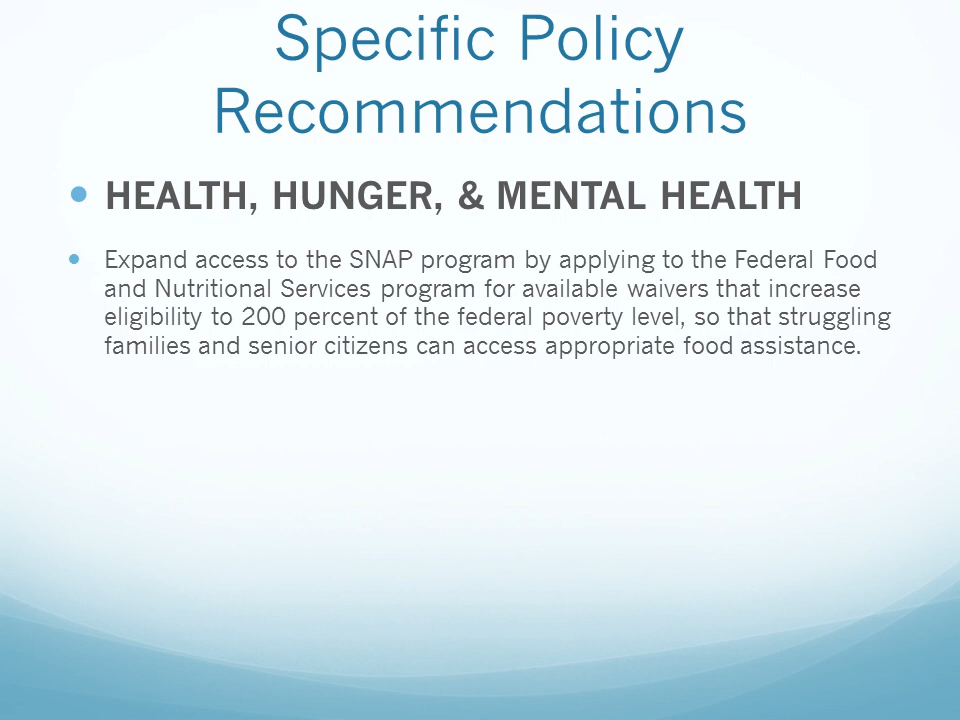 Specific Policy
Recommendations
• HEALTH, HUNGER, & MENTAL HEALTH
• Expand access to the SNAP program by applying to the Federal Food
and Nutritional Services program for available waivers that increase
eligibility to 200 percent of the federal poverty level, so that struggling
families and senior citizens can access appropriate food assistance.